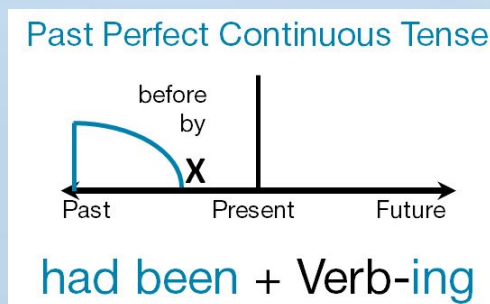 Past Perfect Continuous Tense
before
by
X
Past Present Future
had been + Verb-ing